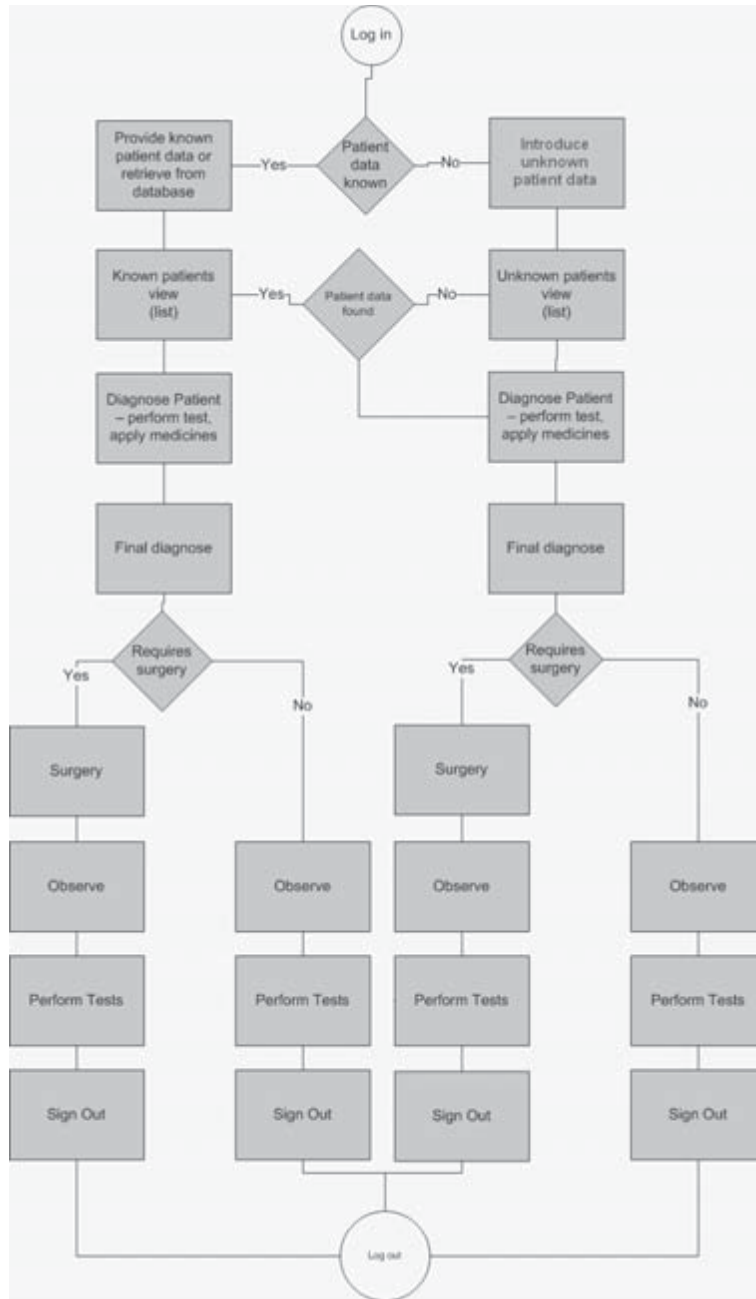 Log in
Provide known
patient data or
retrieve from
database
Yes
Patient
data
known
No
Introduce
unknown
patient data
Known patients
view
(list)
Yes
Patient data
found
No
Unknown patients
view
(list)
Diagnose Patient
– perform test,
apply medicines
Diagnose Patient
– perform test,
apply medicines
Final diagnose
Final diagnose
Requires
surgery
Yes
No
Requires
surgery
Yes
No
Surgery
Surgery
Observe
Observe
Observe
Observe
Perform Tests
Perform Tests
Perform Tests
Perform Tests
Sign Out
Sign Out
Sign Out
Sign Out
Log out